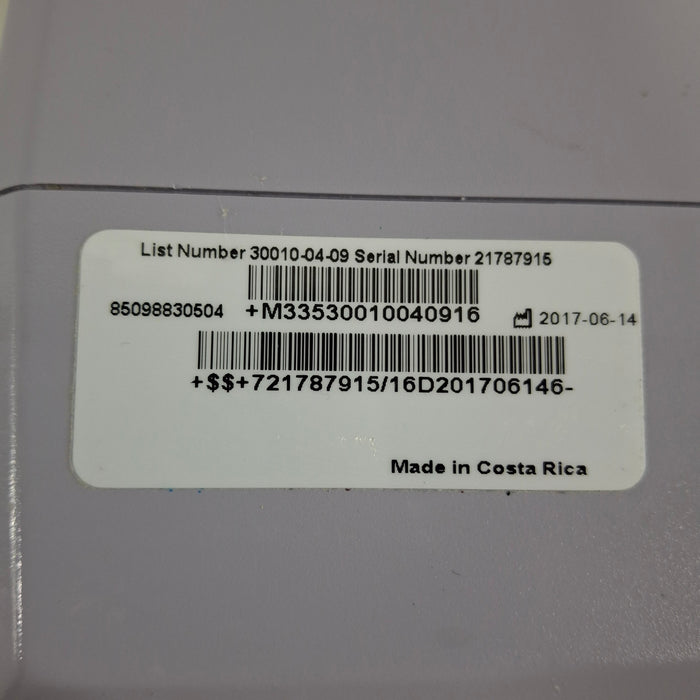 List Number 30010-04-09 Serial Number 21787915
85098830504 +M33530010040916 2017-06-14
+$$+721787915/16D201706146-
Made in Costa Rica